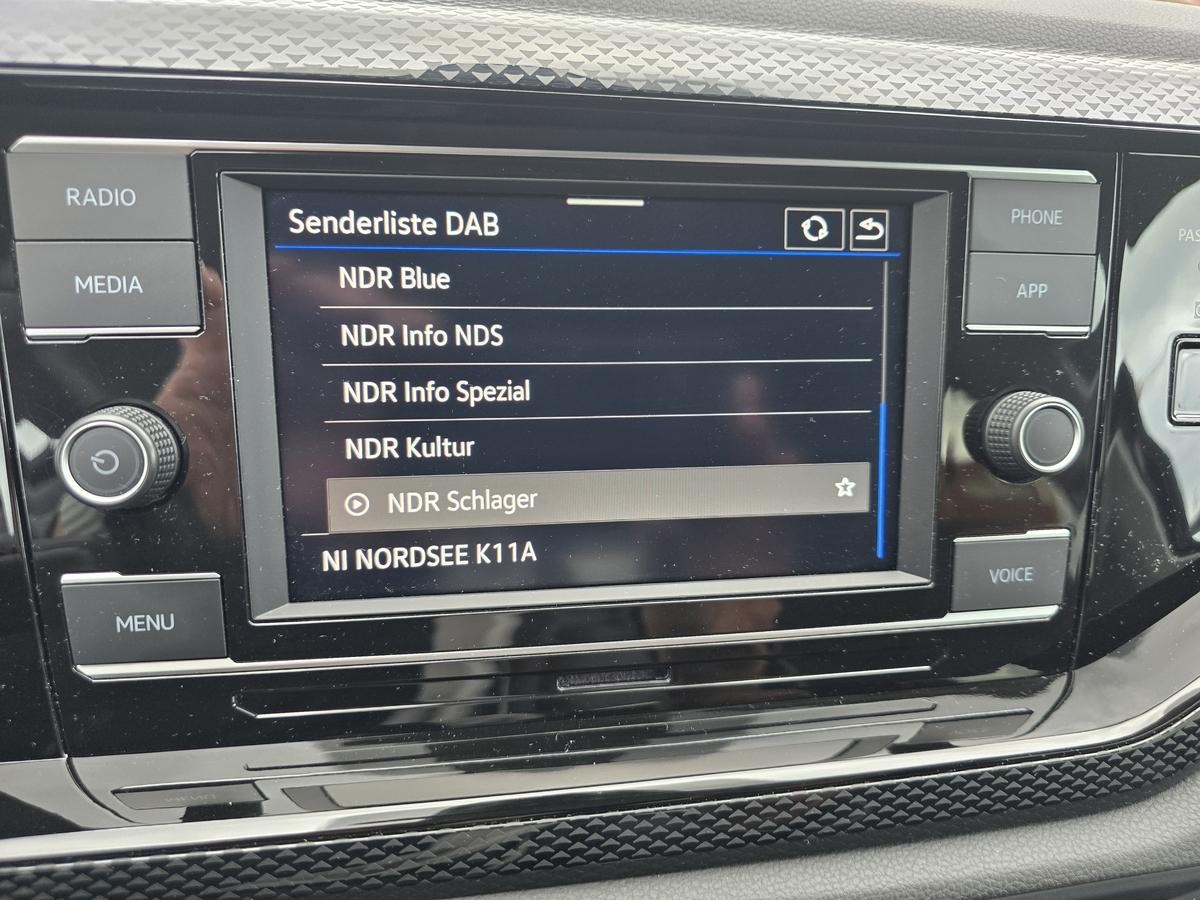 RADIO
MEDIA
Senderliste DAB
NDR Blue
NDR Info NDS
NDR Info Spezial
NDR Kultur
NDR Schlager
NI NORDSEE K11A
PHONE
APP
PAS
MENU
VOICE